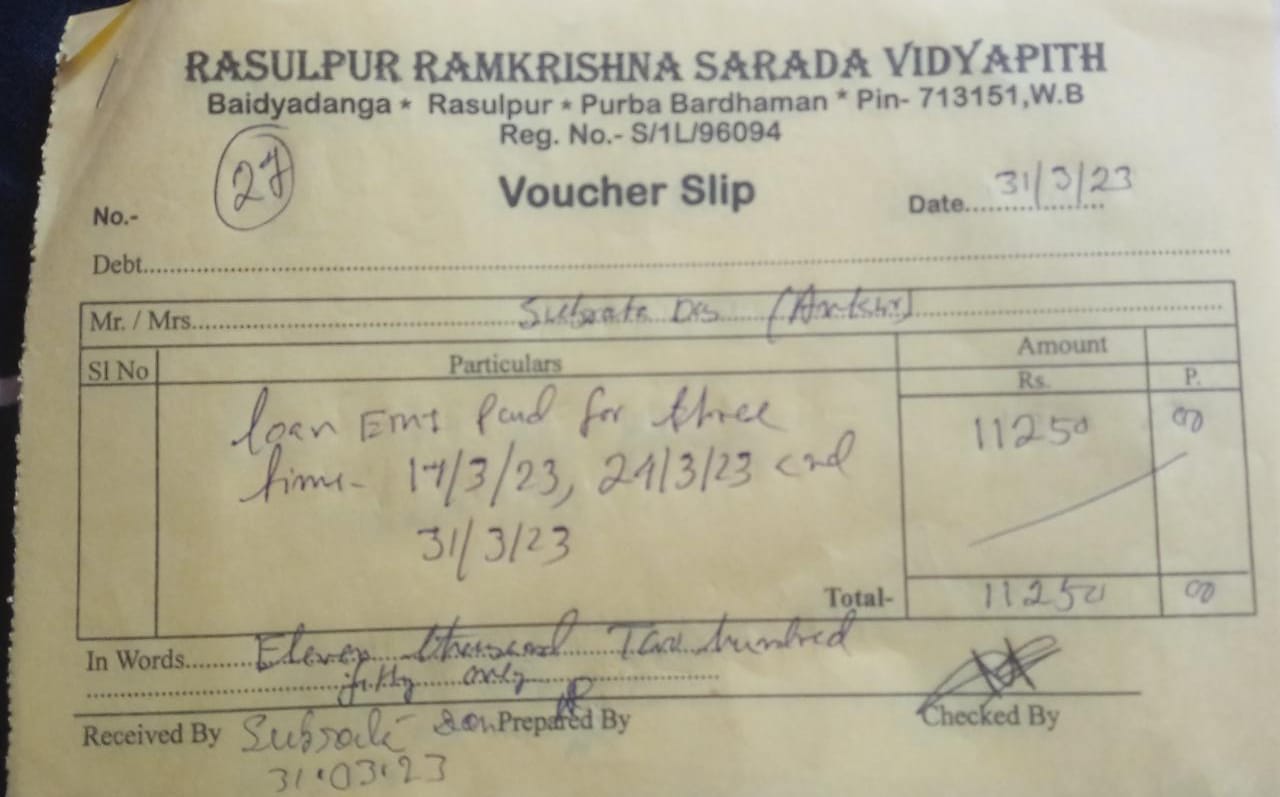 RASULPUR RAMKRISHNA SARADA VIDYAPITH
Baidyadanga * Rasulpur * Purba Bardhaman * Pin- 713151,W.B
Reg. No.- S/1L/96094
Voucher Slip
No.- 27
Date 31/3/23
Debt
Mr. / Mrs. Subrata Das
Sl No Particulars Amount
Rs. P.
loan EMI Paid for three 11250 00
time- 17/3/23, 24/3/23 and
31/3/23
Total- 11250 00
In Words Eleven thousand Two hundred
fifty only
Received By Subrata Prepared By Checked By
31.03.23